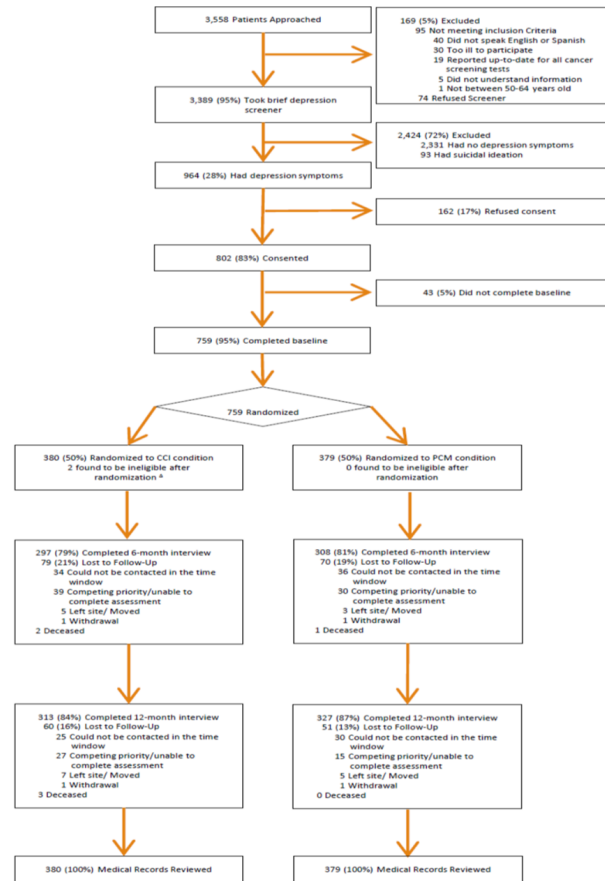 3,558 Patients Approached
169 (5%) Excluded
95 Not meeting inclusion Criteria
40 Did not speak English or Spanish
30 Too ill to participate
19 Reported up-to-date for all cancer
screening tests
5 Did not understand information
1 Not between 50-64 years old
74 Refused Screener
3,389 (95%) Took brief depression
screener
2,424 (72%) Excluded
2,331 Had no depression symptoms
93 Had suicidal ideation
964 (28%) Had depression symptoms
162 (17%) Refused consent
802 (83%) Consented
43 (5%) Did not complete baseline
759 (95%) Completed baseline
759 Randomized
380 (50%) Randomized to CCI condition
2 found to be ineligible after
randomization a
379 (50%) Randomized to PCM condition
0 found to be ineligible after
randomization
297 (79%) Completed 6-month interview
79 (21%) Lost to Follow-Up
34 Could not be contacted in the time
window
39 Competing priority/unable to
complete assessment
5 Left site/ Moved
1 Withdrawal
2 Deceased
308 (81%) Completed 6-month interview
70 (19%) Lost to Follow-Up
36 Could not be contacted in the time
window
30 Competing priority/unable to
complete assessment
3 Left site/ Moved
1 Withdrawal
1 Deceased
313 (84%) Completed 12-month interview
60 (16%) Lost to Follow-Up
25 Could not be contacted in the time
window
27 Competing priority/unable to
complete assessment
7 Left site/ Moved
1 Withdrawal
3 Deceased
327 (87%) Completed 12-month interview
51 (13%) Lost to Follow-Up
30 Could not be contacted in the time
window
15 Competing priority/unable to
complete assessment
5 Left site/ Moved
1 Withdrawal
0 Deceased
380 (100%) Medical Records Reviewed
379 (100%) Medical Records Reviewed